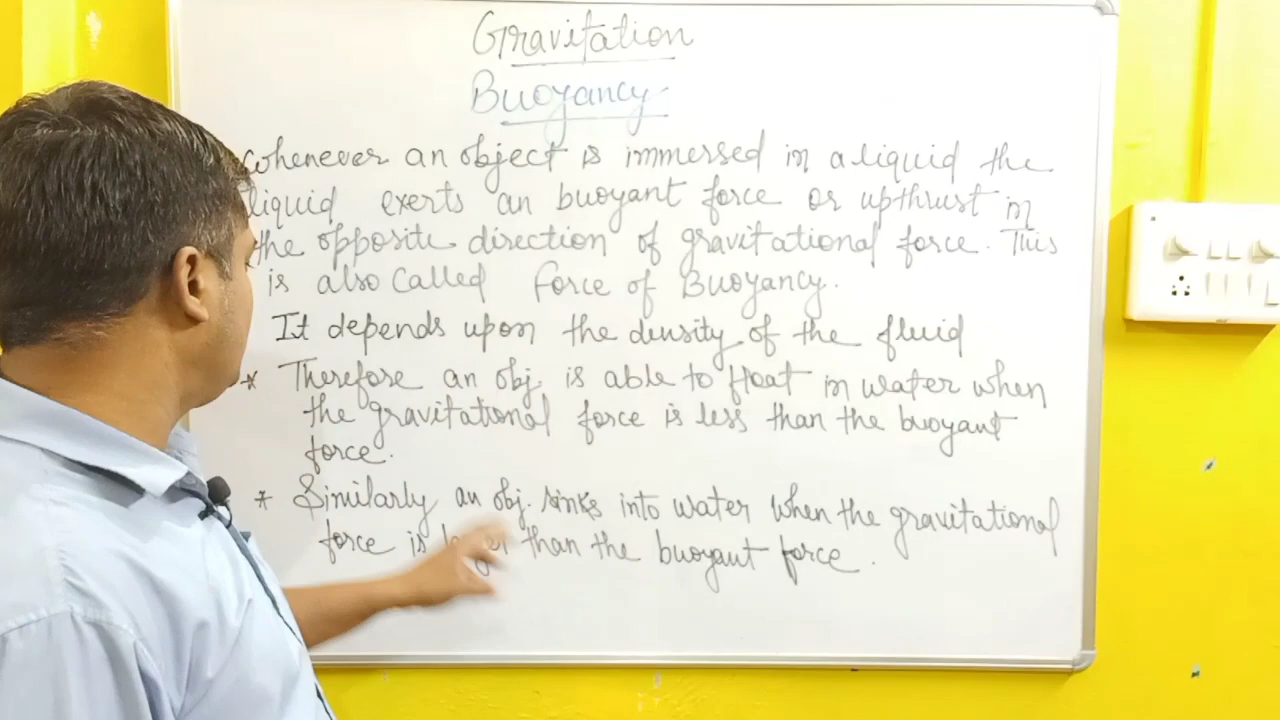 Gravitation
Buoyancy
Whenever an object is immersed in a liquid the
liquid exerts an buoyant force or upthrust in
the opposite direction of gravitational force. This
is also called Force of Buoyancy.
It depends upon the density of the fluid
* Therefore an obj. is able to float in water when
the gravitational force is less than the buoyant
force.
* Similarly an obj. sinks into water when the gravitational
force is than the buoyant force.